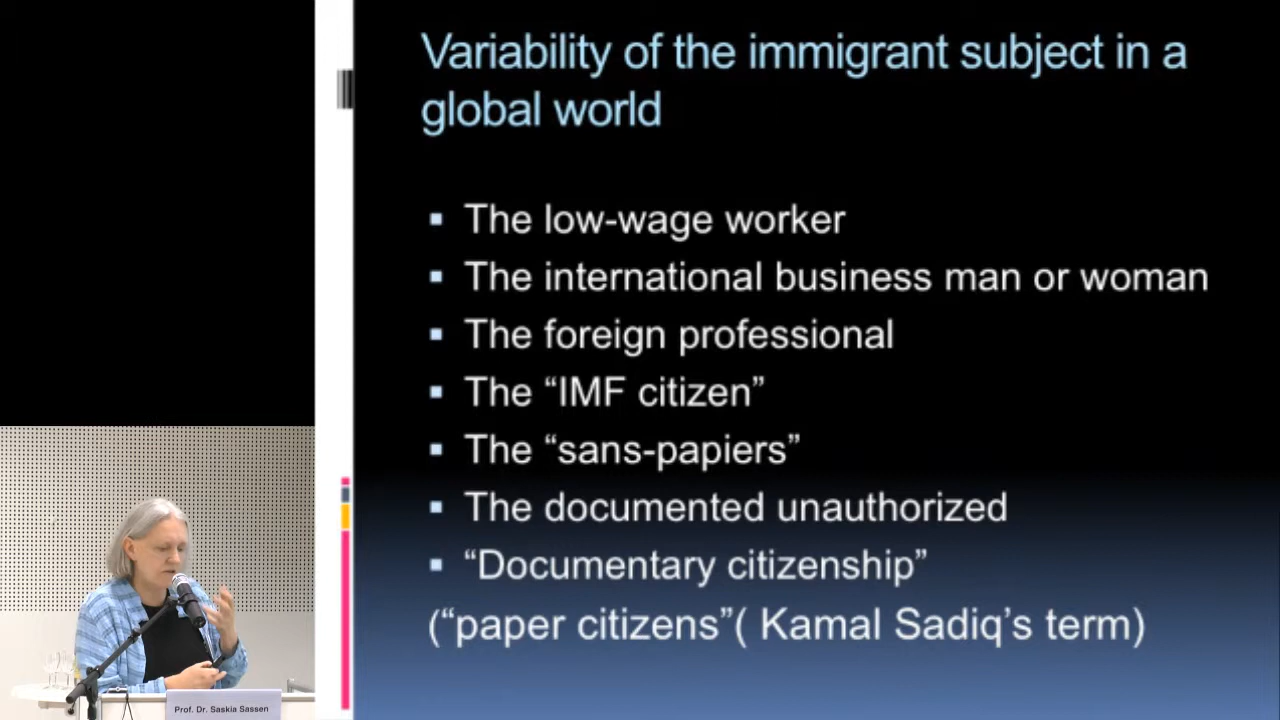 Variability of the immigrant subject in a
global world
▪ The low-wage worker
▪ The international business man or woman
▪ The foreign professional
▪ The “IMF citizen”
▪ The “sans-papiers”
▪ The documented unauthorized
▪ “Documentary citizenship”
(“paper citizens”( Kamal Sadiq’s term)
Prof. Dr. Saskia Sassen